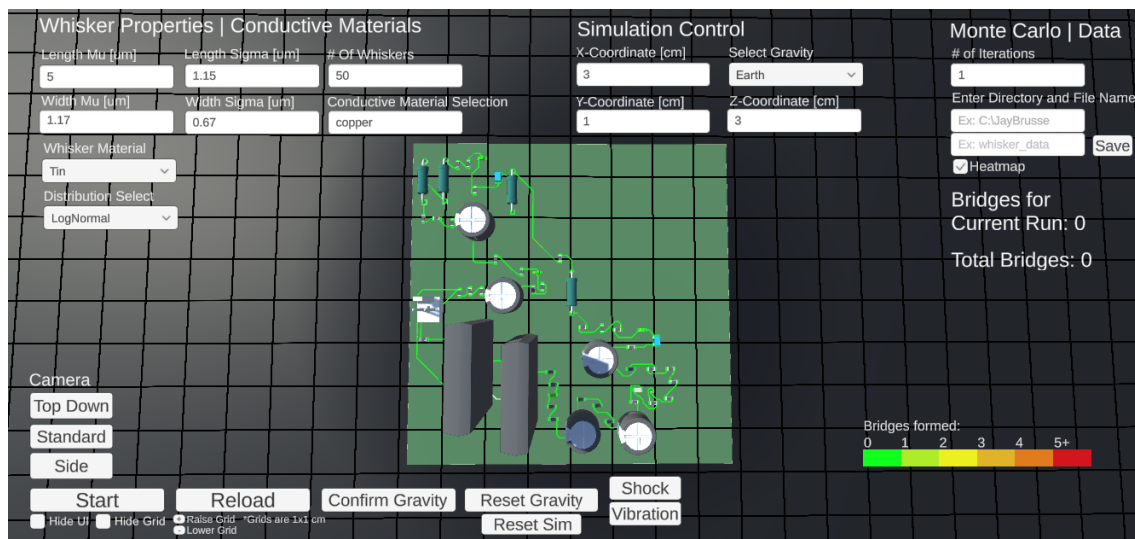 Whisker Properties | Conductive Materials
Length Mu [um]
Length Sigma [um]
# Of Whiskers
5
1.15
50
Width Mu [um]
Width Sigma [um]
Conductive Material Selection
1.17
0.67
copper
Whisker Material
Tin
Distribution Select
LogNormal
Simulation Control
X-Coordinate [cm]
Select Gravity
3
Earth
Y-Coordinate [cm]
Z-Coordinate [cm]
1
3
Monte Carlo | Data
# of Iterations
1
Enter Directory and File Name
Ex: C:\JayBrusse
Ex: whisker_data
Save
Heatmap
Bridges for
Current Run: 0
Total Bridges: 0
Camera
Top Down
Standard
Side
Bridges formed:
0 1 2 3 4 5+
Start
Reload
Confirm Gravity
Reset Gravity
Shock
Hide UI
Hide Grid
+ Raise Grid *Grids are 1x1 cm
- Lower Grid
Reset Sim
Vibration